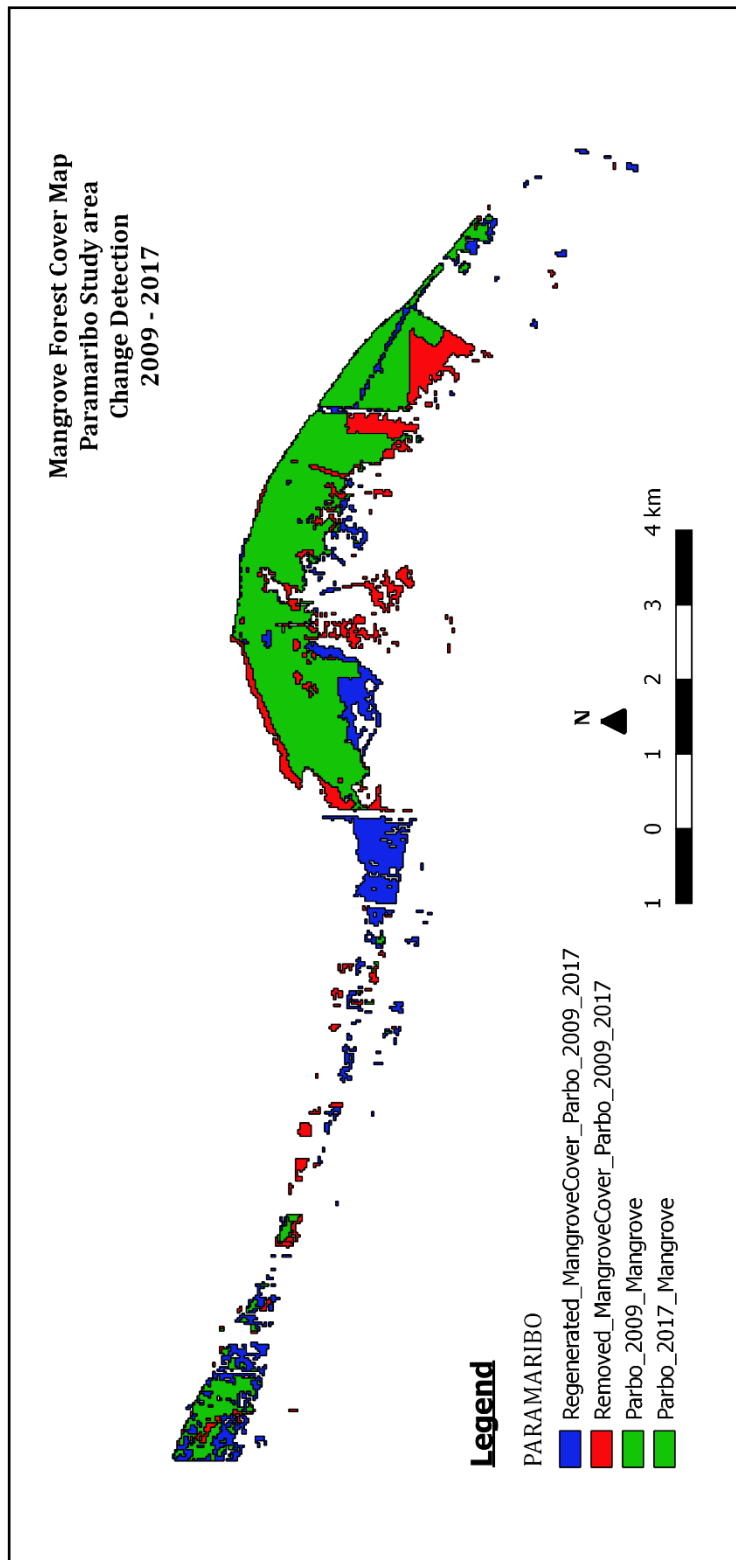 Mangrove Forest Cover Map
Paramaribo Study area
Change Detection
2009 - 2017
N
1 0 1 2 3 4 km
Legend
PARAMARIBO
Regenerated_MangroveCover_Parbo_2009_2017
Removed_MangroveCover_Parbo_2009_2017
Parbo_2009_Mangrove
Parbo_2017_Mangrove